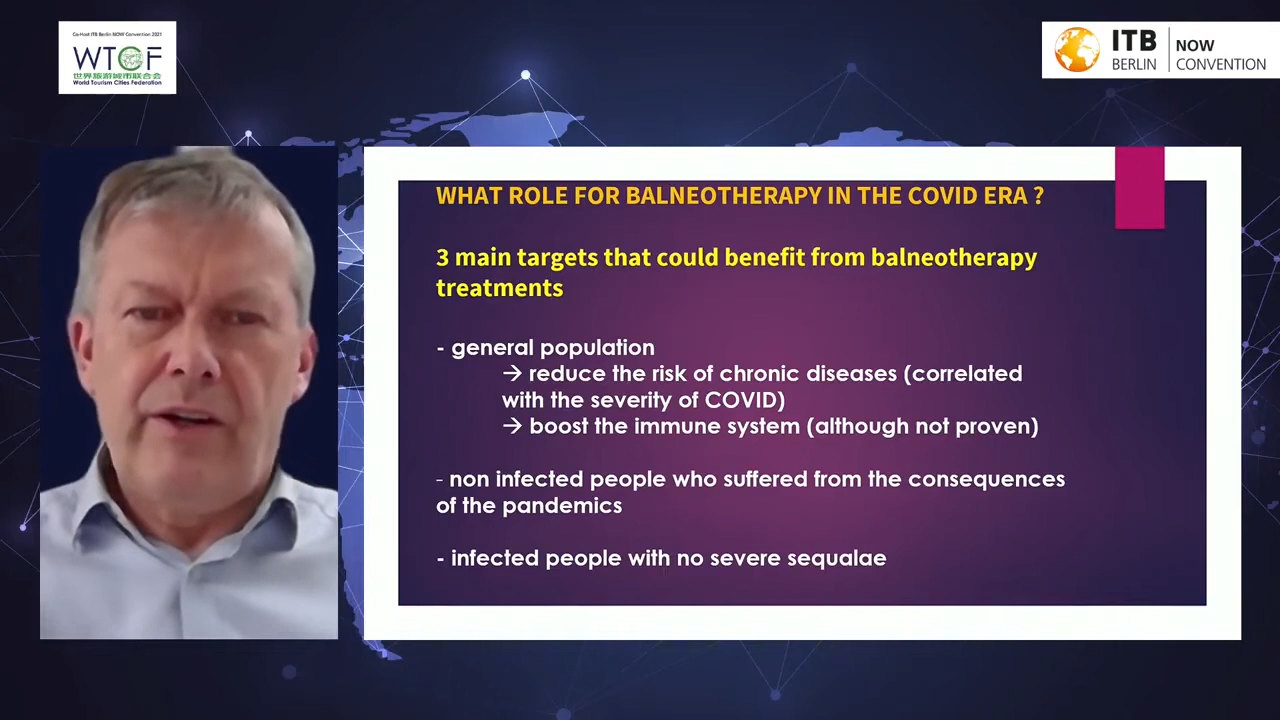 Co-Host ITB Berlin NOW Convention 2021
WTCF
世界旅游城市联合会
World Tourism Cities Federation
ITB
BERLIN
NOW
CONVENTION
WHAT ROLE FOR BALNEOTHERAPY IN THE COVID ERA ?
3 main targets that could benefit from balneotherapy
treatments
- general population
→ reduce the risk of chronic diseases (correlated
with the severity of COVID)
→ boost the immune system (although not proven)
- non infected people who suffered from the consequences
of the pandemics
- infected people with no severe sequalae